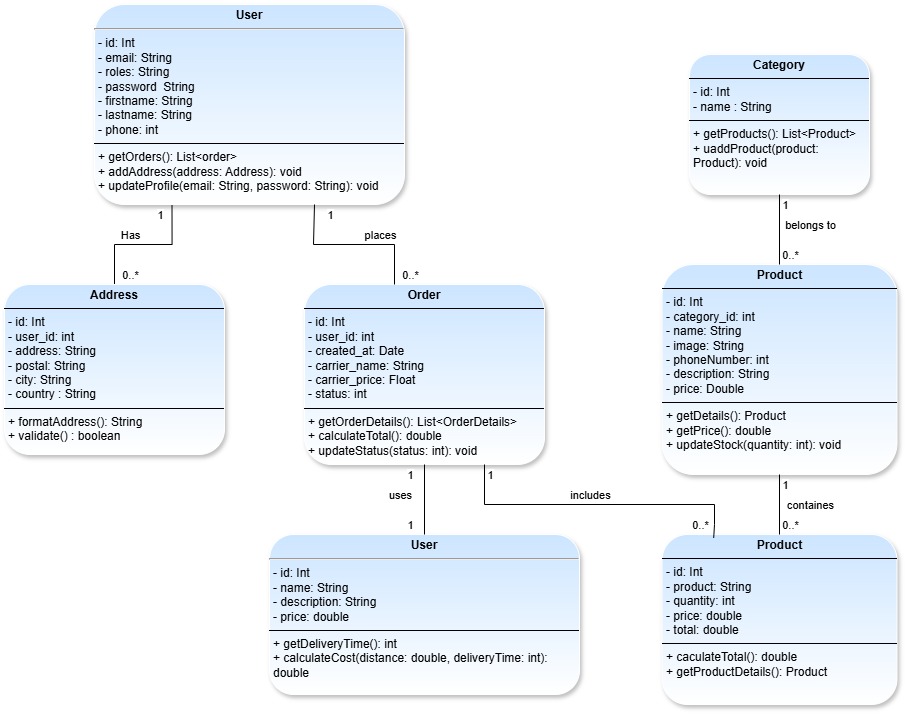 User
- id: Int
- email: String
- roles: String
- password  String
- firstname: String
- lastname: String
- phone: int
+ getOrders(): List<order>
+ addAddress(address: Address): void
+ updateProfile(email: String, password: String): void
Category
- id: Int
- name : String
+ getProducts(): List<Product>
+ uaddProduct(product:
Product): void
1
Has
0..*
1
places
0..*
1
belongs to
0..*
Address
- id: Int
- user_id: int
- address: String
- postal: String
- city: String
- country : String
+ formatAddress(): String
+ validate() : boolean
Order
- id: Int
- user_id: int
- created_at: Date
- carrier_name: String
- carrier_price: Float
- status: int
+ getOrderDetails(): List<OrderDetails>
+ calculateTotal(): double
+ updateStatus(status: int): void
Product
- id: Int
- category_id: int
- name: String
- image: String
- phoneNumber: int
- description: String
- price: Double
+ getDetails(): Product
+ getPrice(): double
+ updateStock(quantity: int): void
1
uses
1
1
includes
0..*
1
containes
0..*
User
- id: Int
- name: String
- description: String
- price: double
+ getDeliveryTime(): int
+ calculateCost(distance: double, deliveryTime: int):
double
Product
- id: Int
- product: String
- quantity: int
- price: double
- total: double
+ caculateTotal(): double
+ getProductDetails(): Product